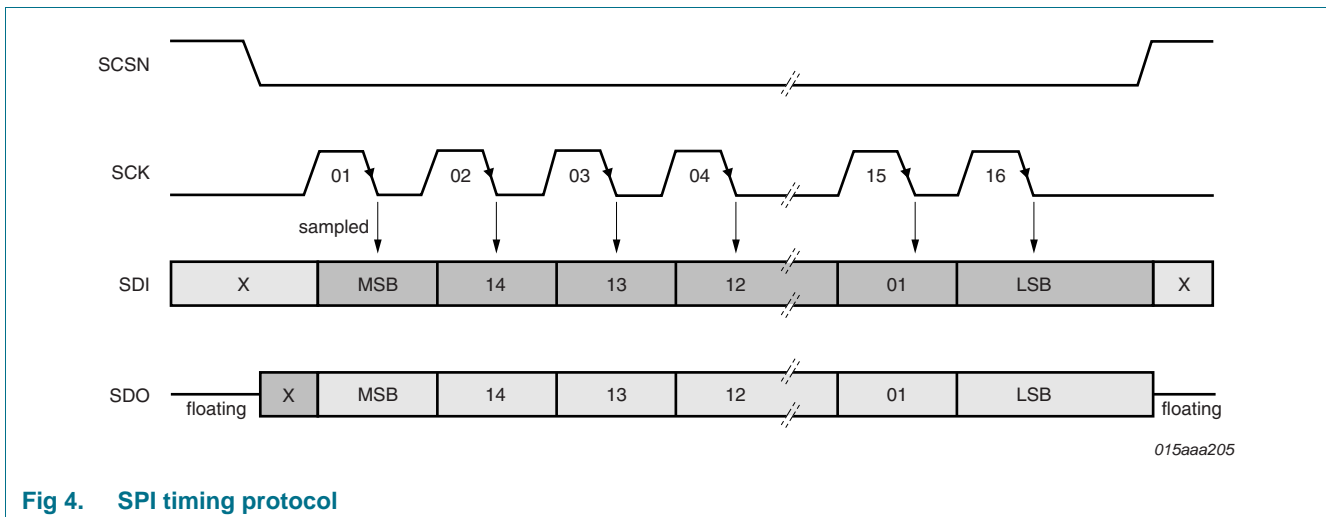 SCSN
SCK 01 02 03 04 15 16
sampled
SDI X MSB 14 13 12 01 LSB X
SDO X MSB 14 13 12 01 LSB
floating floating
015aaa205
Fig 4. SPI timing protocol